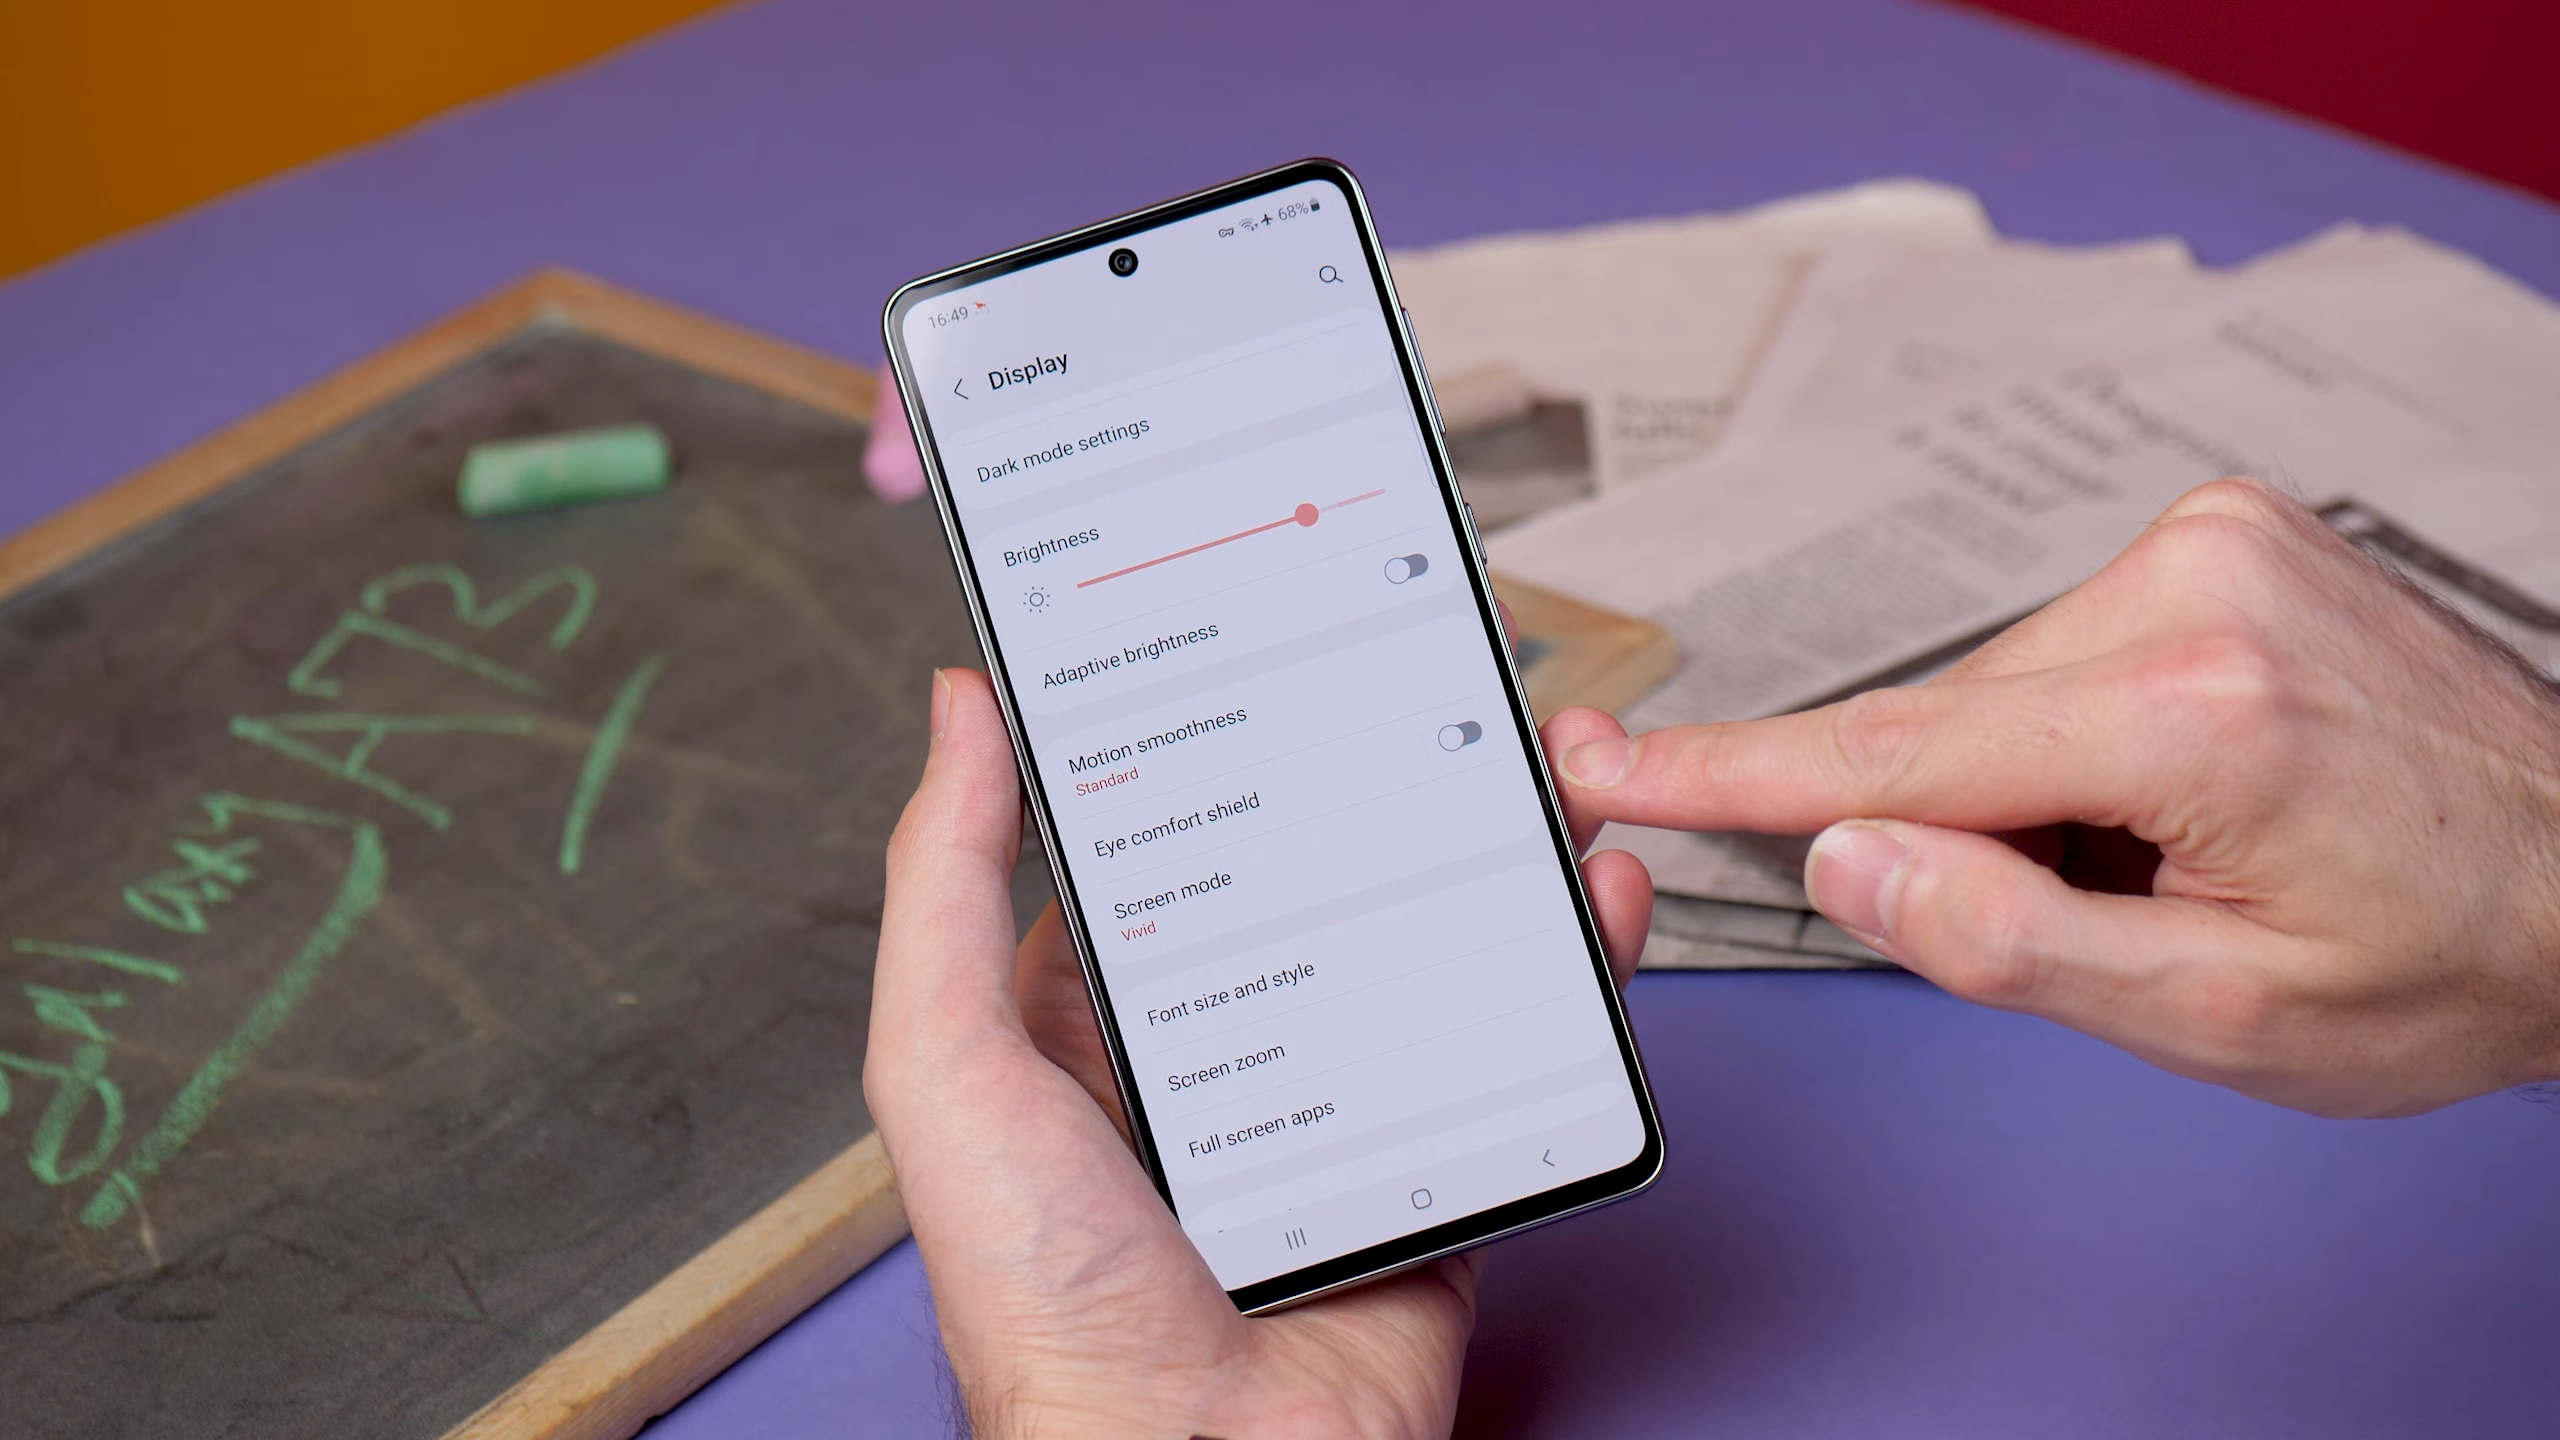 16:49
68%
Display
Dark mode settings
Brightness
Adaptive brightness
Motion smoothness
Standard
Eye comfort shield
Screen mode
Vivid
Font size and style
Screen zoom
Full screen apps
Galaxy A73